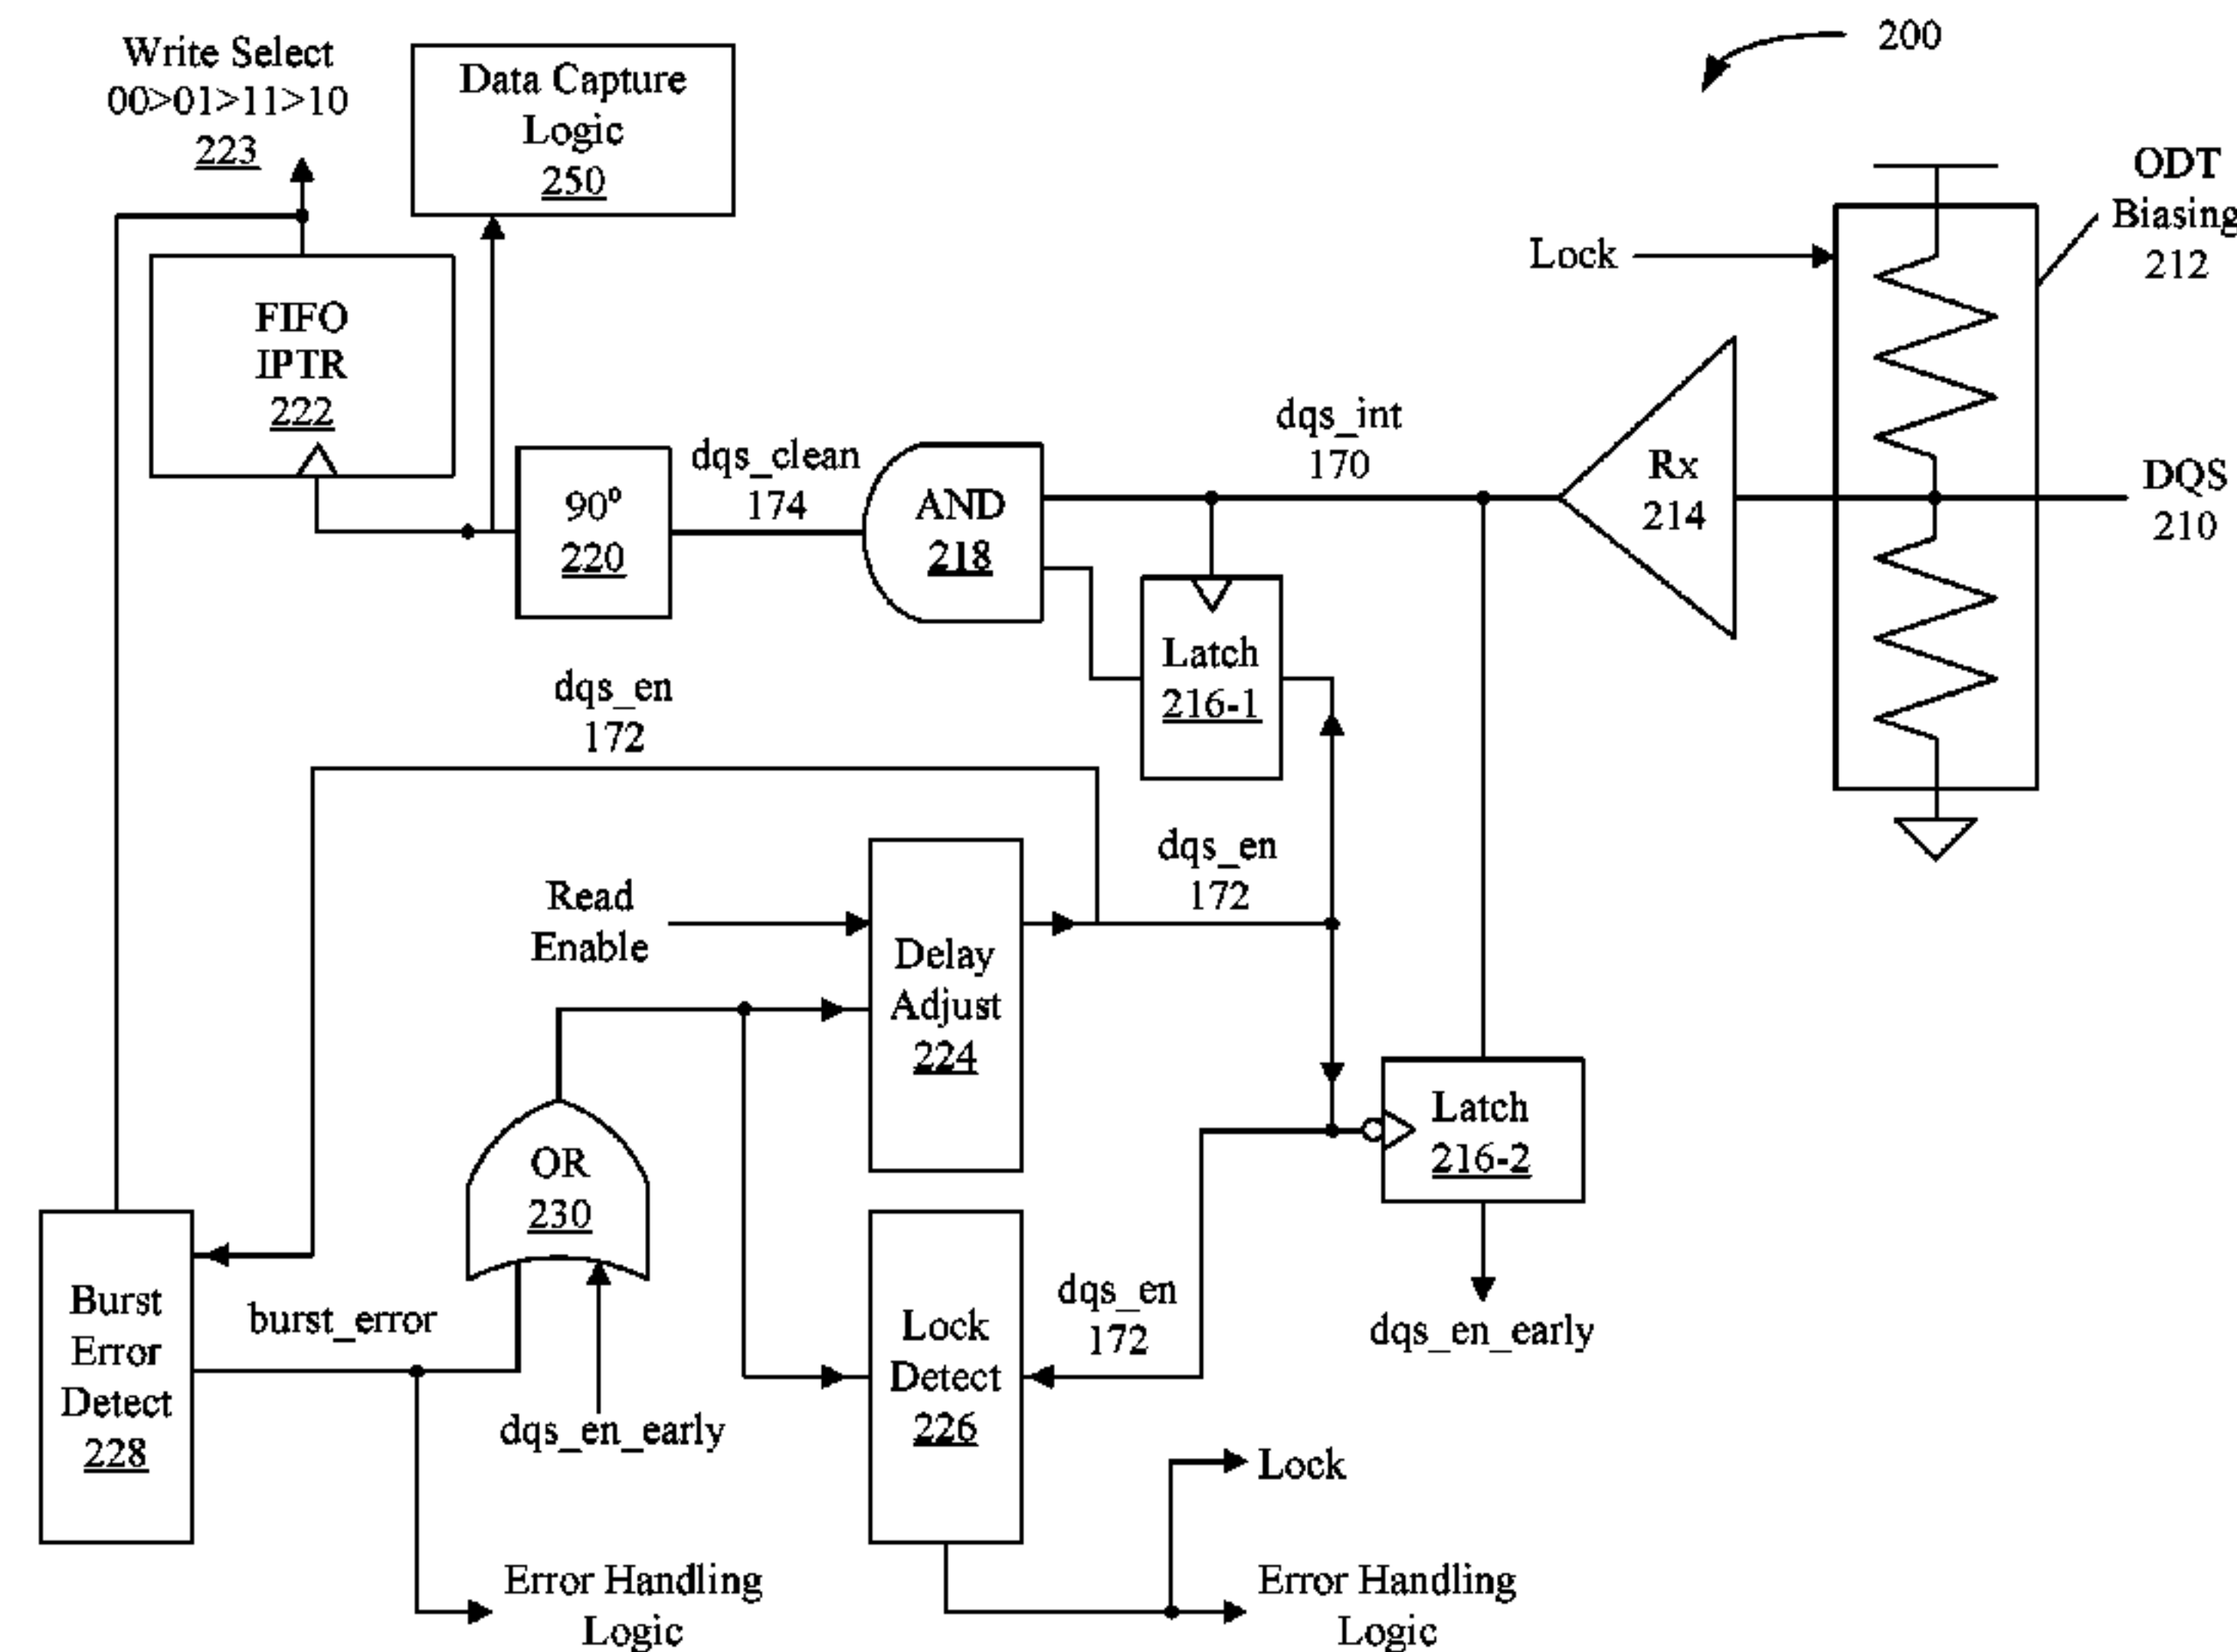 Write Select
00>01>11>10
223
Data Capture
Logic
250
200
ODT
Biasing
212
Lock
FIFO
IPTR
222
dqs_int
170
Rx
214
DQS
210
dqs_clean
174
90°
220
AND
218
Latch
216-1
dqs_en
172
dqs_en
172
Read
Enable
Delay
Adjust
224
OR
230
Latch
216-2
Burst
Error
Detect
228
burst_error
dqs_en_early
Lock
Detect
226
dqs_en
172
dqs_en_early
Lock
Error Handling
Logic
Error Handling
Logic